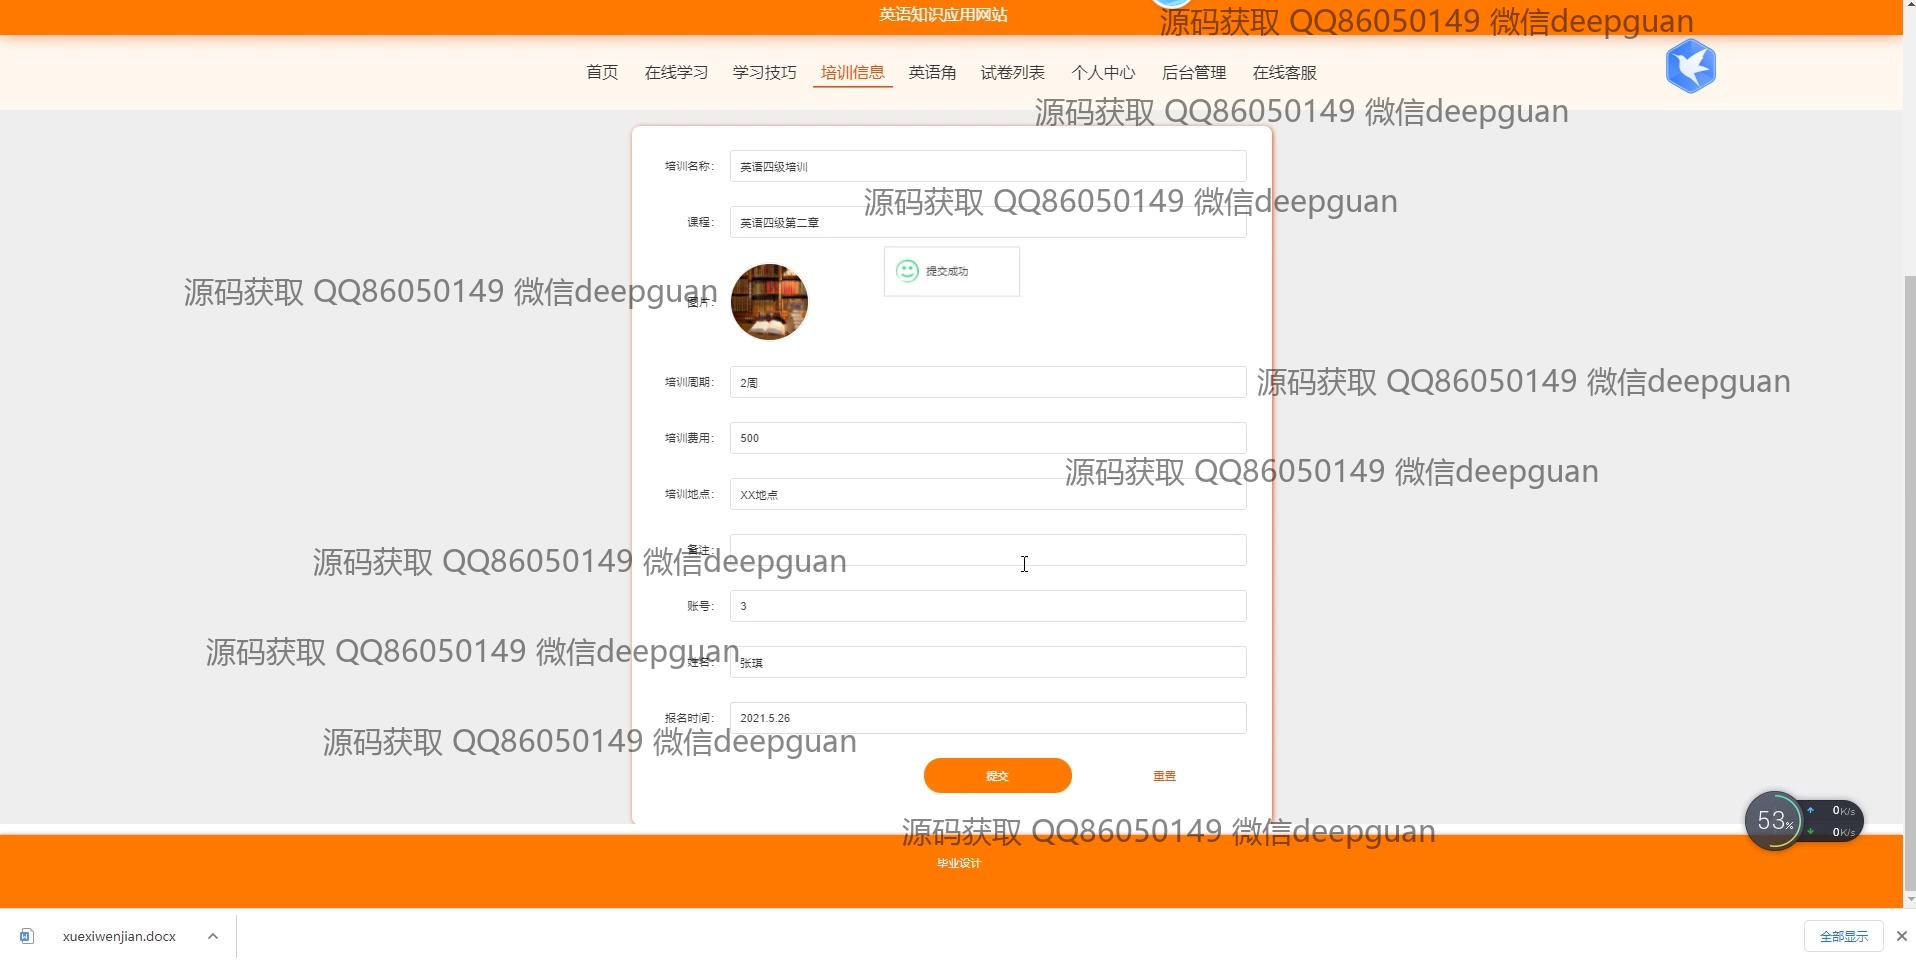 英语知识应用网站
源码获取 QQ86050149 微信deepguan
首页 在线学习 学习技巧 培训信息 英语角 试卷列表 个人中心 后台管理 在线客服
源码获取 QQ86050149 微信deepguan
培训名称： 英语四级培训
源码获取 QQ86050149 微信deepguan
课程： 英语四级第二章
提交成功
源码获取 QQ86050149 微信deepguan
图片：
培训周期： 2周
源码获取 QQ86050149 微信deepguan
培训费用： 500
源码获取 QQ86050149 微信deepguan
培训地点： XX地点
备注：
源码获取 QQ86050149 微信deepguan
账号： 3
源码获取 QQ86050149 微信deepguan
姓名： 张琪
报名时间： 2021.5.26
源码获取 QQ86050149 微信deepguan
提交 重置
53% 0K/s
0K/s
源码获取 QQ86050149 微信deepguan
毕业设计
xuexiwenjian.docx 全部显示